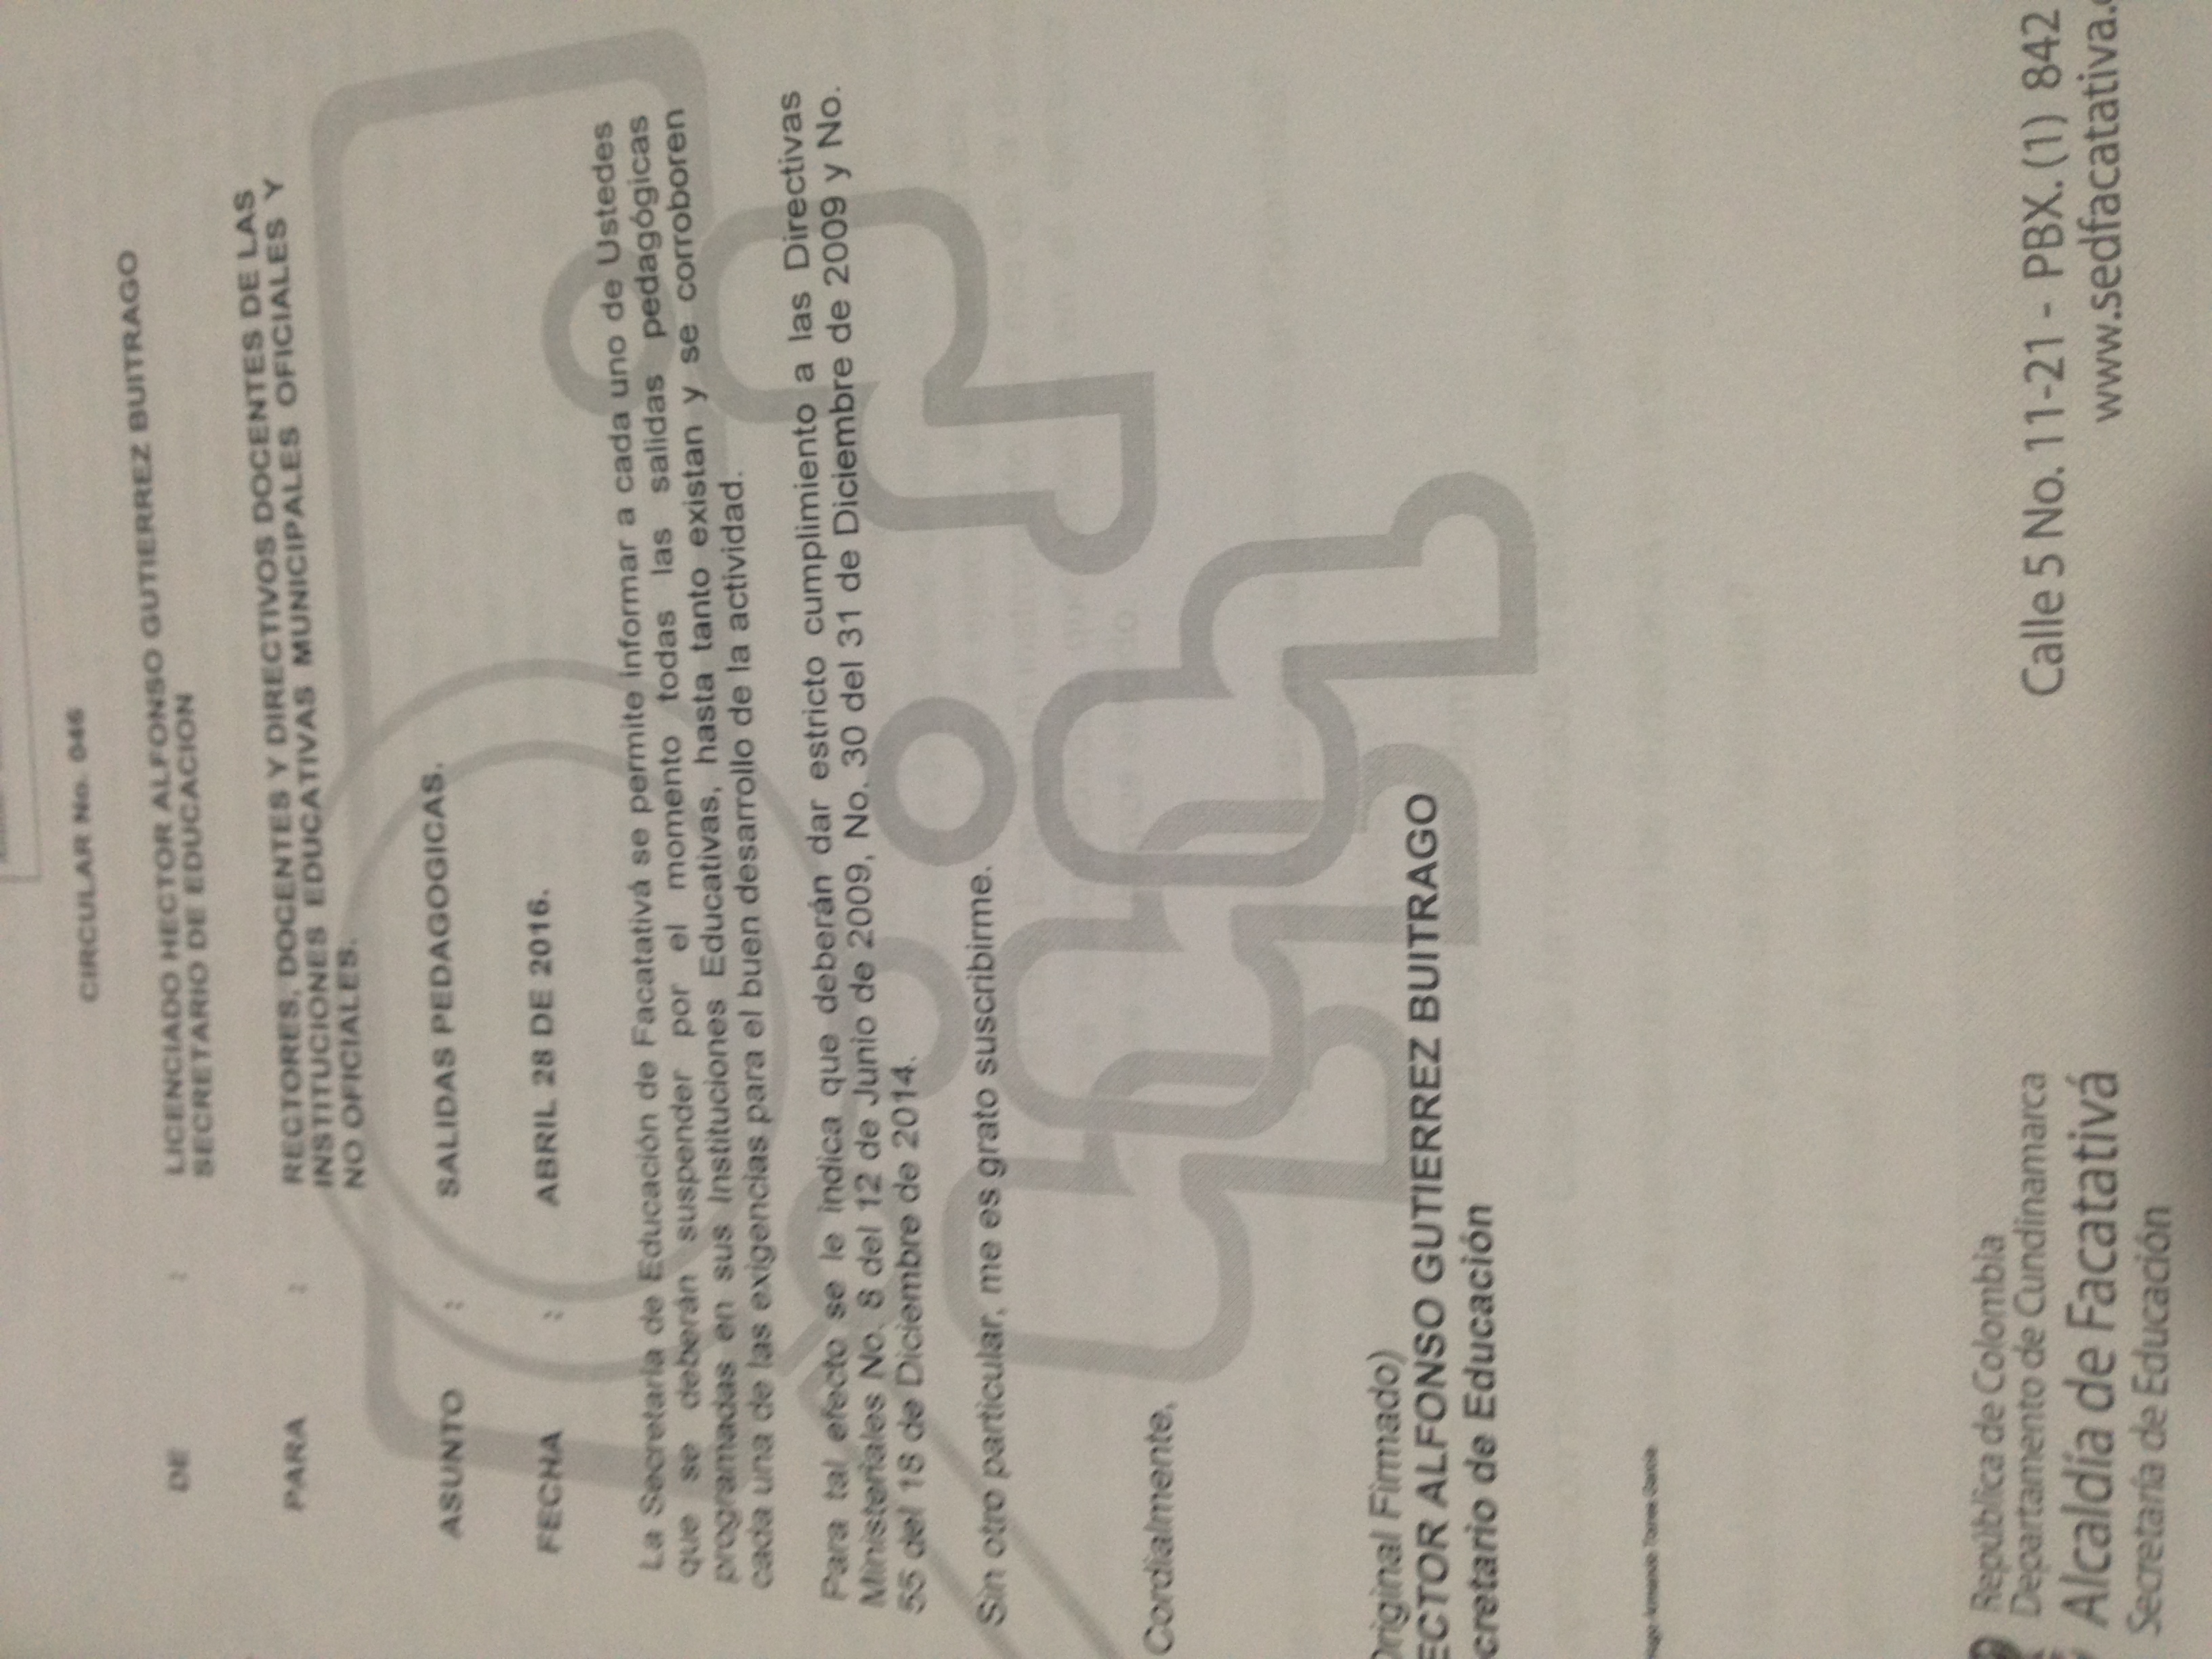 CIRCULAR No. 046
DE : LICENCIADO HECTOR ALFONSO GUTIERREZ BUITRAGO
SECRETARIO DE EDUCACION
PARA : RECTORES, DOCENTES Y DIRECTIVOS DOCENTES DE LAS
INSTITUCIONES EDUCATIVAS MUNICIPALES OFICIALES Y
NO OFICIALES.
ASUNTO : SALIDAS PEDAGOGICAS.
FECHA : ABRIL 28 DE 2016.
La Secretaría de Educación de Facatativá se permite informar a cada uno de Ustedes
que se deberán suspender por el momento todas las salidas pedagógicas
programadas en sus Instituciones Educativas, hasta tanto existan y se corroboren
cada una de las exigencias para el buen desarrollo de la actividad.
Para tal efecto se le indica que deberán dar estricto cumplimiento a las Directivas
Ministeriales No. 8 del 12 de Junio de 2009, No. 30 del 31 de Diciembre de 2009 y No.
55 del 18 de Diciembre de 2014.
Sin otro particular, me es grato suscribirme.
Cordialmente,
Original Firmado)
ECTOR ALFONSO GUTIERREZ BUITRAGO
cretario de Educación
Hugo Armando Torres García
República de Colombia
Departamento de Cundinamarca
Alcaldía de Facatativá
Secretaría de Educación
Calle 5 No. 11-21 - PBX. (1) 842
www.sedfacatativa.